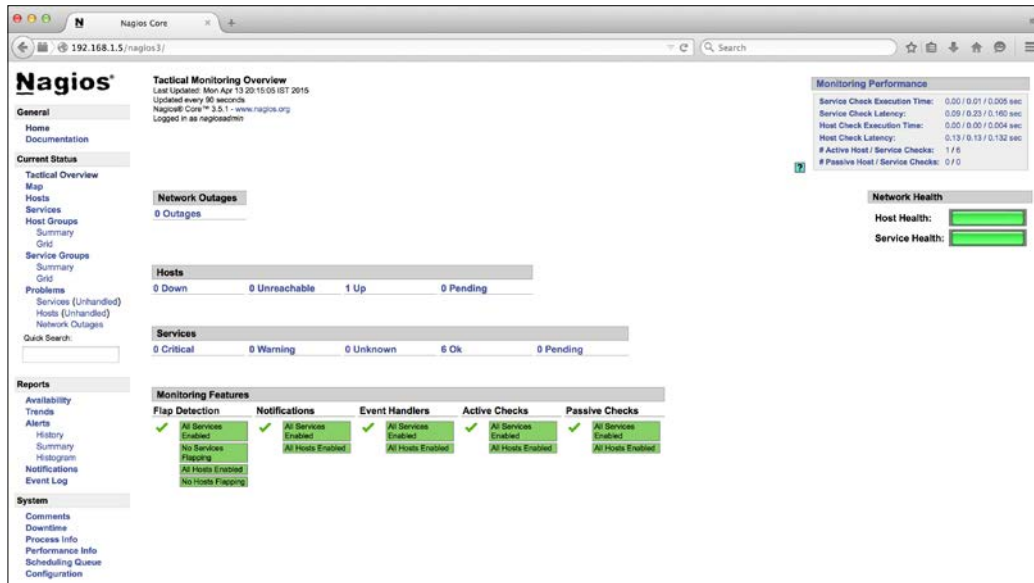 Nagios Core
192.168.1.5/nagios3/
Search
Nagios®
General
Home
Documentation
Current Status
Tactical Overview
Map
Hosts
Services
Host Groups
Summary
Grid
Service Groups
Summary
Grid
Problems
Services (Unhandled)
Hosts (Unhandled)
Network Outages
Quick Search:
Reports
Availability
Trends
Alerts
History
Summary
Histogram
Notifications
Event Log
System
Comments
Downtime
Process Info
Performance Info
Scheduling Queue
Configuration
Tactical Monitoring Overview
Last Updated: Mon Apr 13 20:15:05 IST 2015
Updated every 90 seconds
Nagios® Core™ 3.5.1 - www.nagios.org
Logged in as nagiosadmin
Monitoring Performance
Service Check Execution Time: 0.00 / 0.01 / 0.005 sec
Service Check Latency: 0.09 / 0.23 / 0.160 sec
Host Check Execution Time: 0.00 / 0.00 / 0.004 sec
Host Check Latency: 0.13 / 0.13 / 0.132 sec
# Active Host / Service Checks: 1 / 6
# Passive Host / Service Checks: 0 / 0
?
Network Outages
0 Outages
Network Health
Host Health:
Service Health:
Hosts
0 Down 0 Unreachable 1 Up 0 Pending
Services
0 Critical 0 Warning 0 Unknown 6 Ok 0 Pending
Monitoring Features
Flap Detection Notifications Event Handlers Active Checks Passive Checks
All Services Enabled
No Services Flapping
All Hosts Enabled
No Hosts Flapping
All Services Enabled
All Hosts Enabled
All Services Enabled
All Hosts Enabled
All Services Enabled
All Hosts Enabled
All Services Enabled
All Hosts Enabled